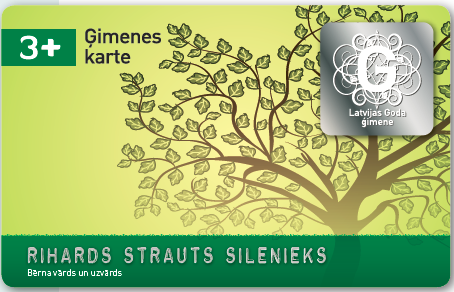 3+
Ģimenes
karte
G
Latvijas Goda
ģimene
RIHARDS STRAUTS SILENIEKS
Bērna vārds un uzvārds